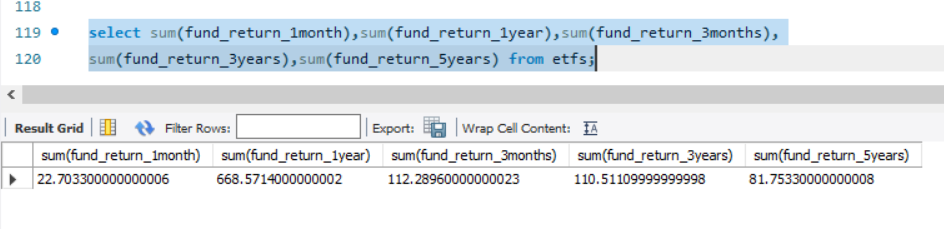 118
119 select sum(fund_return_1month),sum(fund_return_1year),sum(fund_return_3months),
120 sum(fund_return_3years),sum(fund_return_5years) from etfs;
Result Grid Filter Rows: Export: Wrap Cell Content:
sum(fund_return_1month) sum(fund_return_1year) sum(fund_return_3months) sum(fund_return_3years) sum(fund_return_5years)
22.703300000000006 668.5714000000002 112.28960000000023 110.51109999999998 81.75330000000008